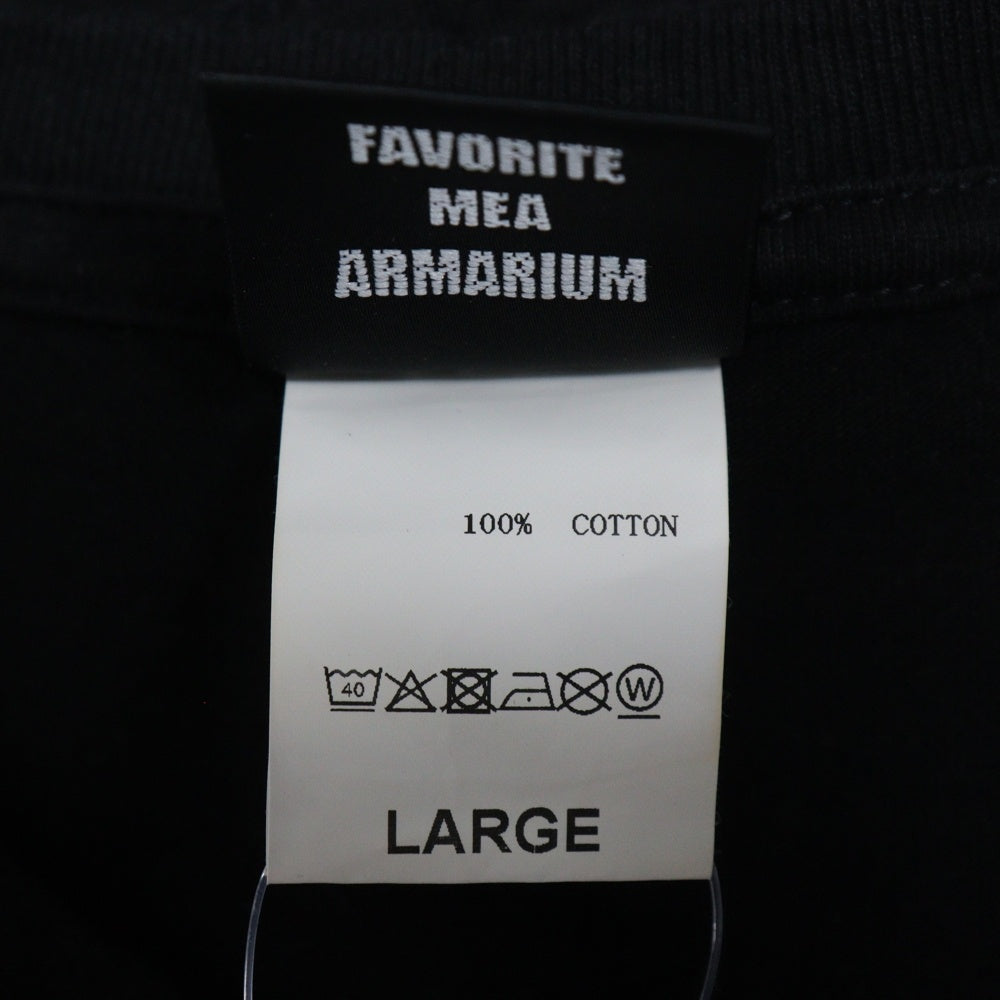 FAVORITE
MEA
ARMARIUM
100% COTTON
40 W
LARGE